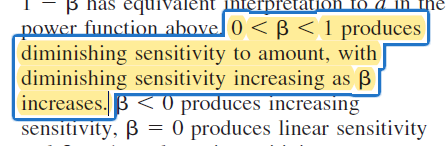 1 − β has equivalent interpretation to a in the
power function above. 0 < β < 1 produces
diminishing sensitivity to amount, with
diminishing sensitivity increasing as β
increases. β < 0 produces increasing
sensitivity, β = 0 produces linear sensitivity